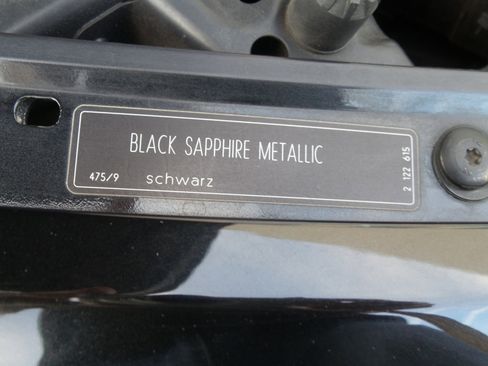 BLACK SAPPHIRE METALLIC
475/9 schwarz
2 122 615